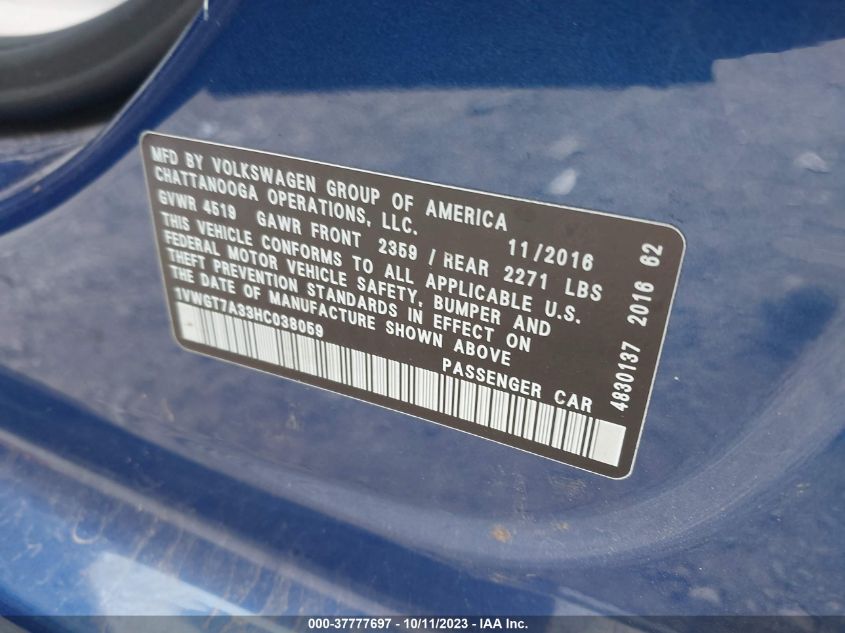 MFD BY VOLKSWAGEN GROUP OF AMERICA
CHATTANOOGA OPERATIONS, LLC.
11/2016
GVWR 4519 GAWR FRONT 2359 / REAR 2271 LBS
THIS VEHICLE CONFORMS TO ALL APPLICABLE U.S.
FEDERAL MOTOR VEHICLE SAFETY, BUMPER AND
THEFT PREVENTION STANDARDS IN EFFECT ON
THE DATE OF MANUFACTURE SHOWN ABOVE
1VWGT7A33HC038059
PASSENGER CAR
4830137 2016 62
000-37777697 - 10/11/2023 - IAA Inc.